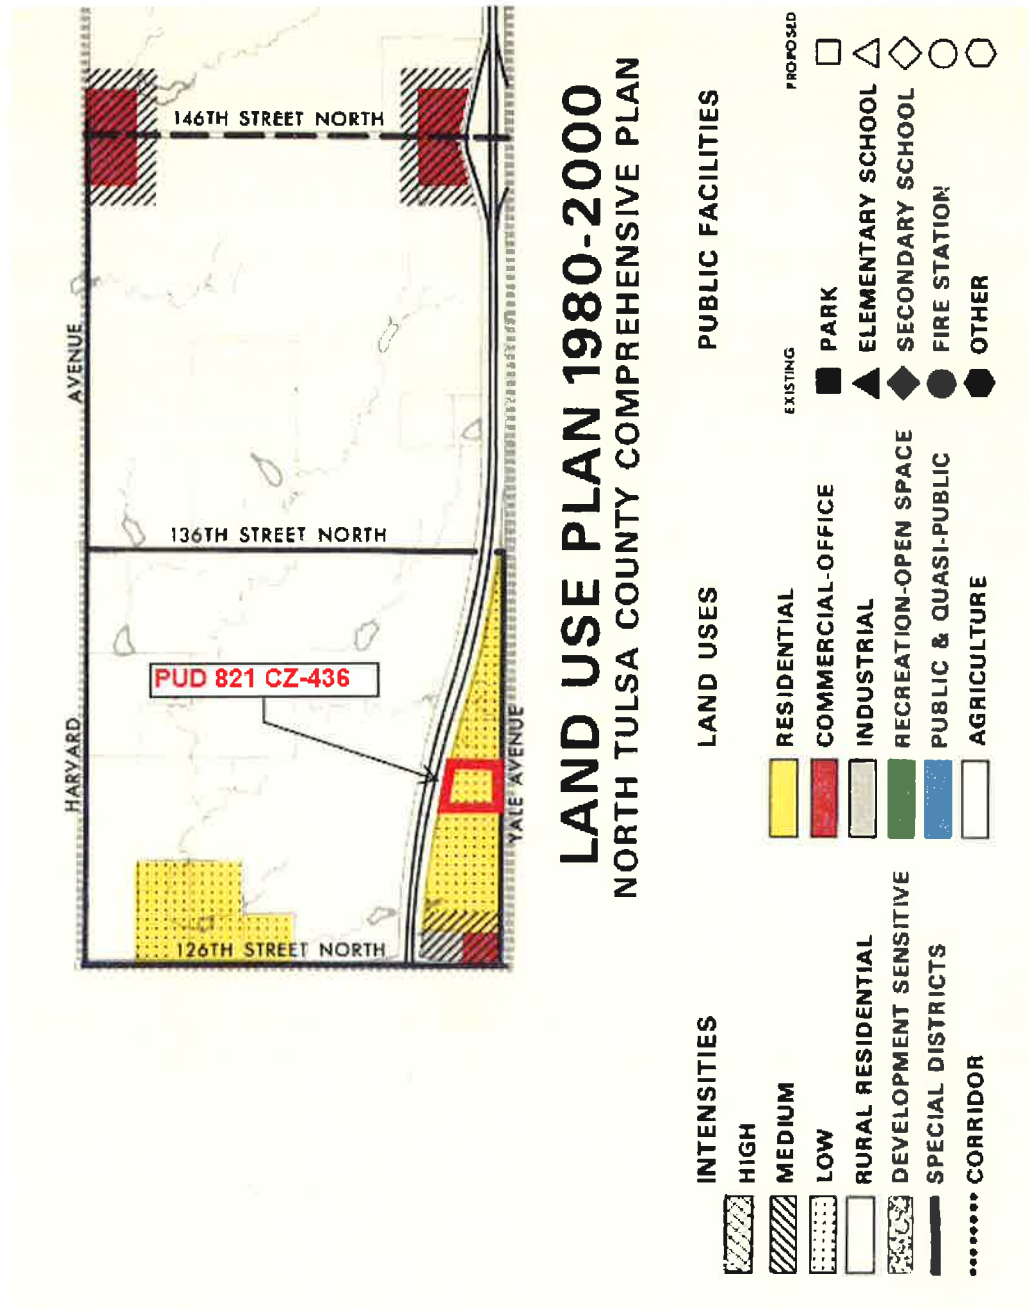 146TH STREET NORTH
AVENUE
136TH STREET NORTH
PUD 821 CZ-436
HARVARD
YALE AVENUE
126TH STREET NORTH
LAND USE PLAN 1980-2000
NORTH TULSA COUNTY COMPREHENSIVE PLAN
INTENSITIES
HIGH
MEDIUM
LOW
RURAL RESIDENTIAL
DEVELOPMENT SENSITIVE
SPECIAL DISTRICTS
CORRIDOR
LAND USES
RESIDENTIAL
COMMERCIAL-OFFICE
INDUSTRIAL
RECREATION-OPEN SPACE
PUBLIC & QUASI-PUBLIC
AGRICULTURE
PUBLIC FACILITIES
EXISTING
PROPOSED
PARK
ELEMENTARY SCHOOL
SECONDARY SCHOOL
FIRE STATION
OTHER